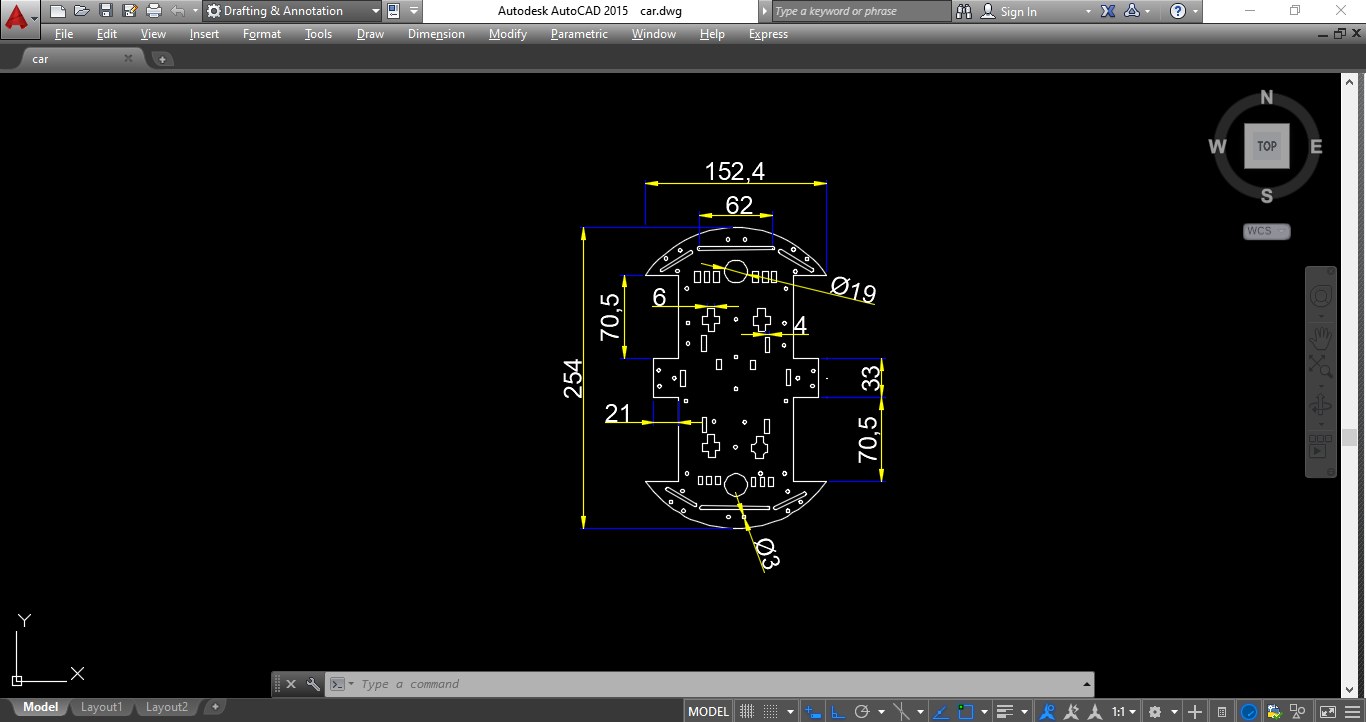 Drafting & Annotation
Autodesk AutoCAD 2015 car.dwg
Type a keyword or phrase
Sign In
File Edit View Insert Format Tools Draw Dimension Modify Parametric Window Help Express
car
N
W TOP E
S
WCS
152,4
62
Ø19
6
70,5
4
254
33
21
70,5
Ø3
Y
X
Type a command
Model Layout1 Layout2
MODEL
1:1